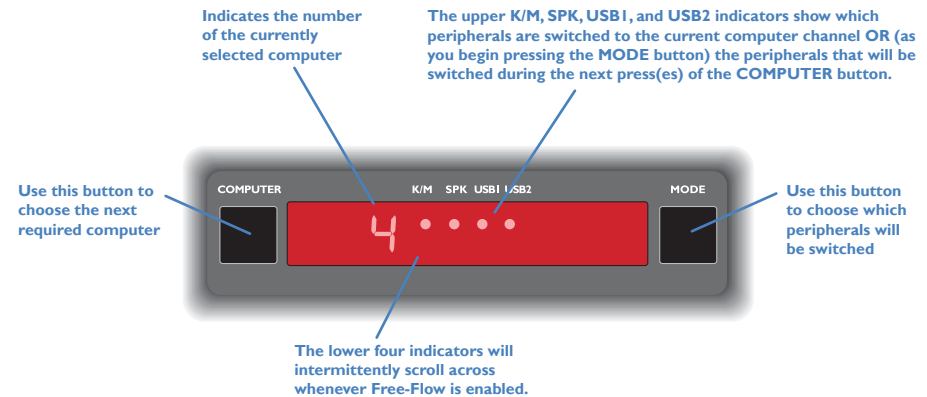 Indicates the number
of the currently
selected computer
The upper K/M, SPK, USB1, and USB2 indicators show which
peripherals are switched to the current computer channel OR (as
you begin pressing the MODE button) the peripherals that will be
switched during the next press(es) of the COMPUTER button.
Use this button to
choose the next
required computer
COMPUTER
K/M SPK USB1 USB2
MODE
4
Use this button
to choose which
peripherals will
be switched
The lower four indicators will
intermittently scroll across
whenever Free-Flow is enabled.